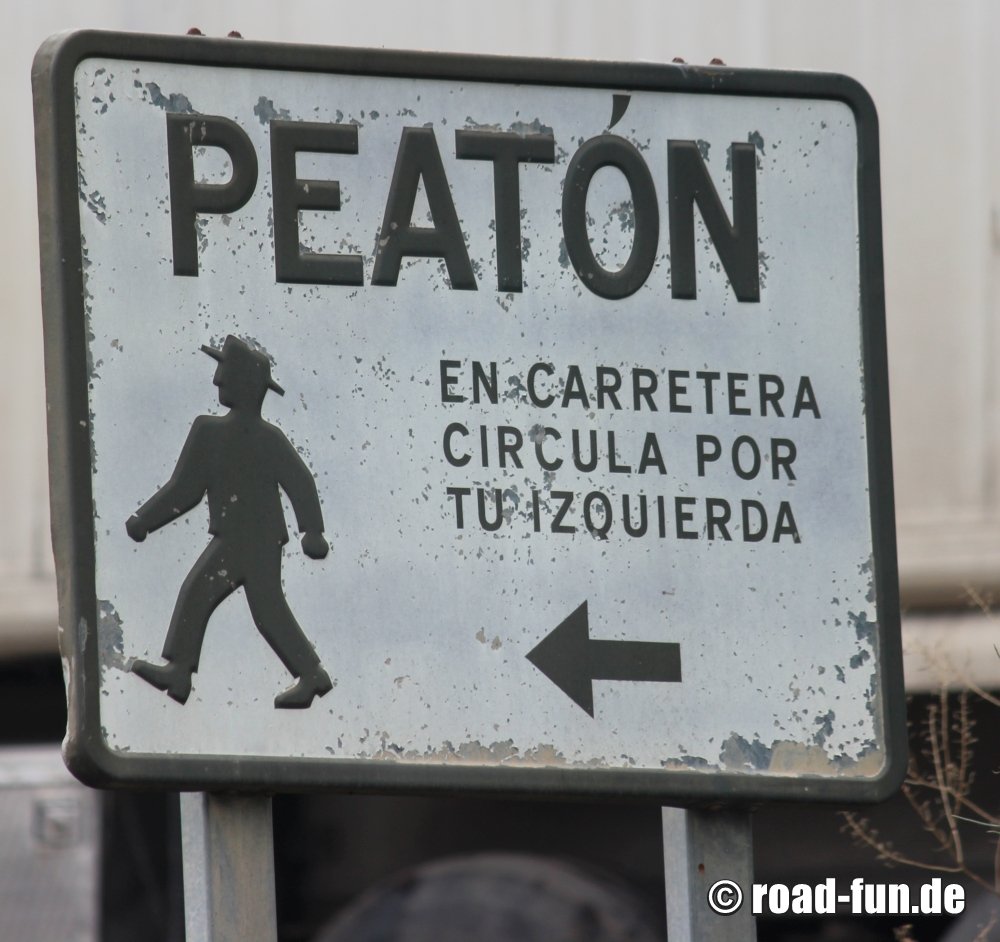 PEATÓN
EN CARRETERA
CIRCULA POR
TU IZQUIERDA
© road-fun.de